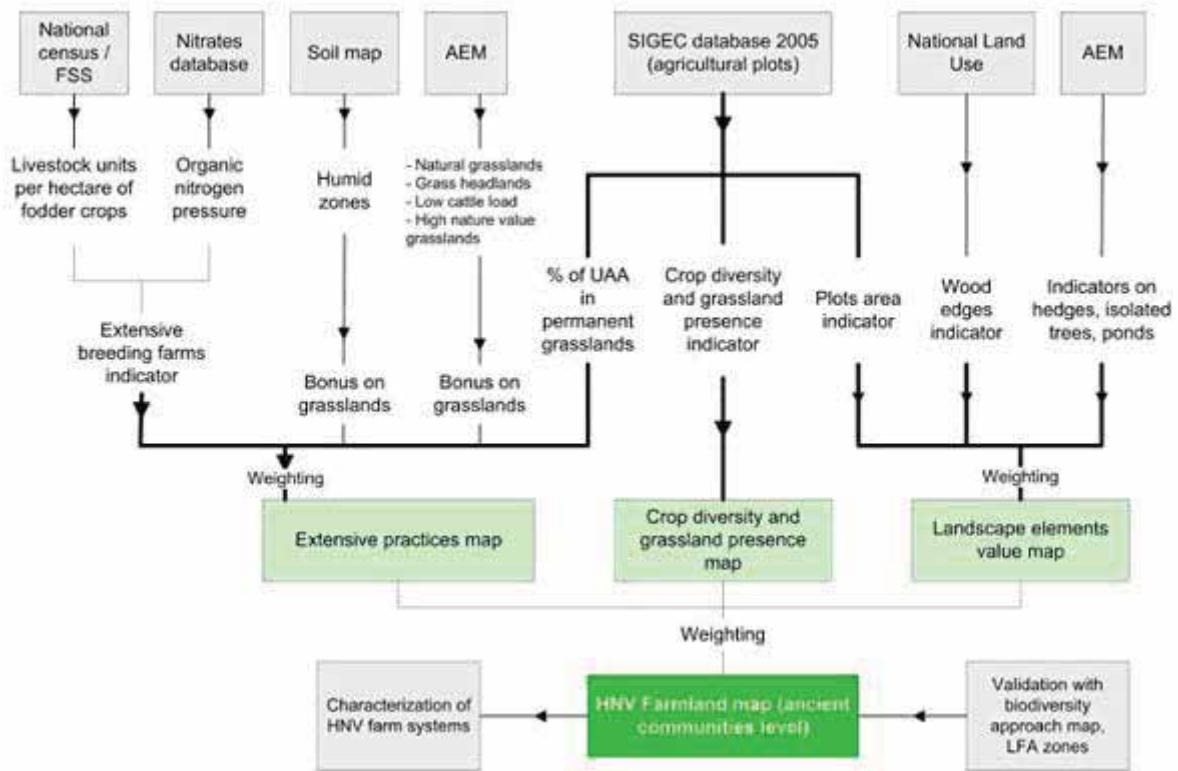 National
census /
FSS
Nitrates
database
Soil map
AEM
SIGEC database 2005
(agricultural plots)
National Land
Use
AEM
Livestock units
per hectare of
fodder crops
Organic
nitrogen
pressure
Humid
zones
- Natural grasslands
- Grass headlands
- Low cattle load
- High nature value
grasslands
% of UAA
in
permanent
grasslands
Crop diversity
and grassland
presence
indicator
Plots area
indicator
Wood
edges
indicator
Indicators on
hedges, isolated
trees, ponds
Extensive
breeding farms
indicator
Bonus on
grasslands
Bonus on
grasslands
Weighting
Weighting
Extensive practices map
Crop diversity and
grassland presence
map
Landscape elements
value map
Weighting
Characterization of
HNV farm systems
HNV Farmland map (ancient
communities level)
Validation with
biodiversity
approach map,
LFA zones